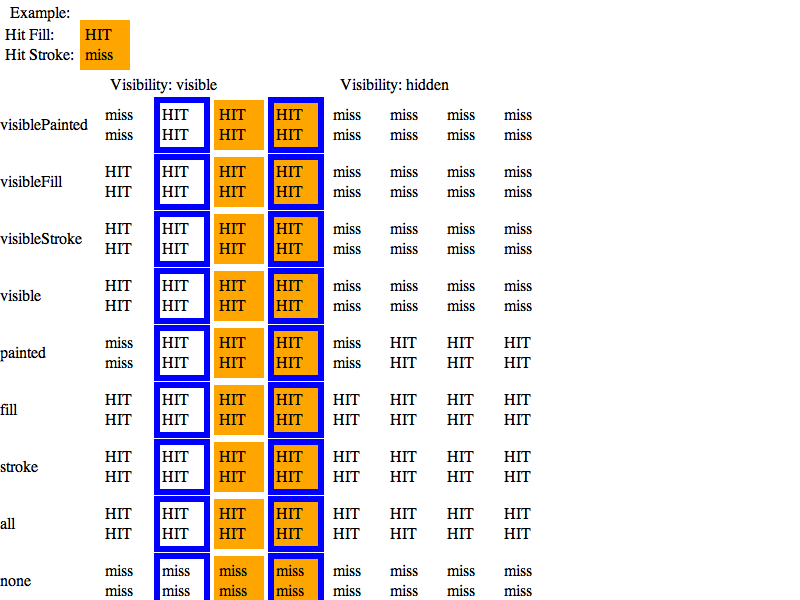 Example:
Hit Fill: HIT
Hit Stroke: miss
Visibility: visible Visibility: hidden
miss HIT HIT HIT miss miss miss miss
visiblePainted
miss HIT HIT HIT miss miss miss miss
HIT HIT HIT HIT miss miss miss miss
visibleFill
HIT HIT HIT HIT miss miss miss miss
HIT HIT HIT HIT miss miss miss miss
visibleStroke
HIT HIT HIT HIT miss miss miss miss
HIT HIT HIT HIT miss miss miss miss
visible
HIT HIT HIT HIT miss miss miss miss
miss HIT HIT HIT miss HIT HIT HIT
painted
miss HIT HIT HIT miss HIT HIT HIT
HIT HIT HIT HIT HIT HIT HIT HIT
fill
HIT HIT HIT HIT HIT HIT HIT HIT
HIT HIT HIT HIT HIT HIT HIT HIT
stroke
HIT HIT HIT HIT HIT HIT HIT HIT
HIT HIT HIT HIT HIT HIT HIT HIT
all
HIT HIT HIT HIT HIT HIT HIT HIT
miss miss miss miss miss miss miss miss
none
miss miss miss miss miss miss miss miss